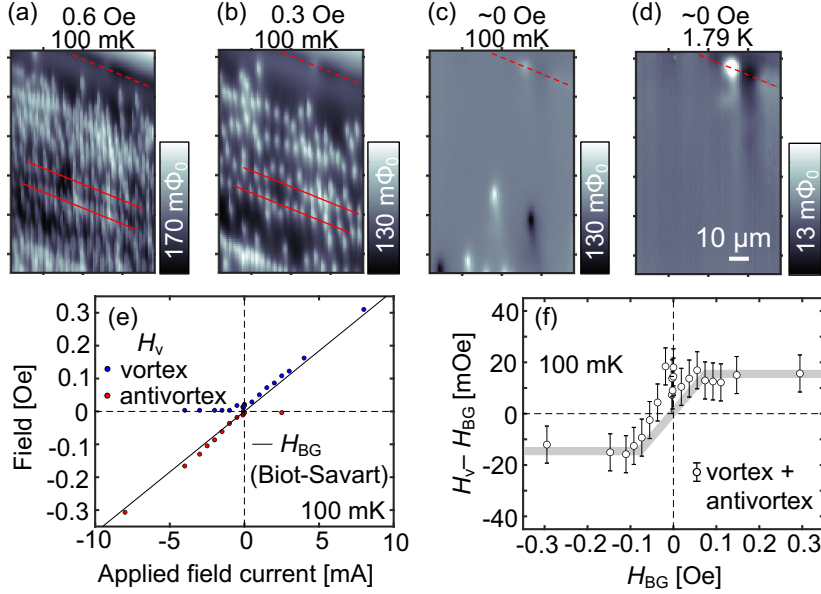 (a) 0.6 Oe
100 mK
170 mΦ₀
(b) 0.3 Oe
100 mK
130 mΦ₀
(c) ~0 Oe
100 mK
130 mΦ₀
(d) ~0 Oe
1.79 K
10 μm
13 mΦ₀
(e)
Hᵥ
vortex
antivortex
— H_BG
(Biot-Savart)
100 mK
Field [Oe]
0.3
0.2
0.1
0
-0.1
-0.2
-0.3
-10 -5 0 5 10
Applied field current [mA]
(f)
100 mK
vortex +
antivortex
Hᵥ– H_BG [mOe]
40
20
0
-20
-40
-0.3 -0.2 -0.1 0 0.1 0.2 0.3
H_BG [Oe]